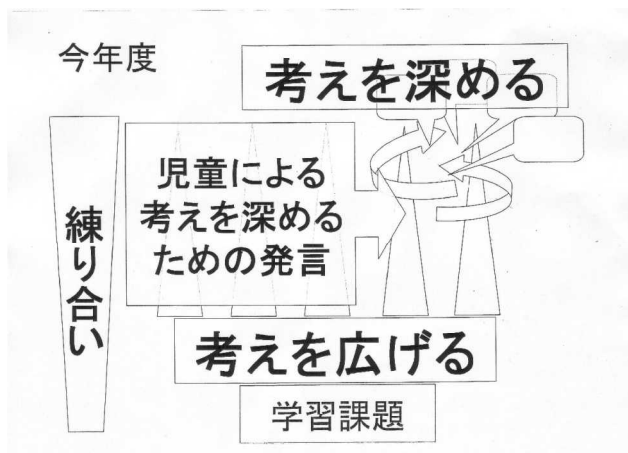 今年度
考えを深める
児童による
考えを深める
ための発言
練り合い
考えを広げる
学習課題